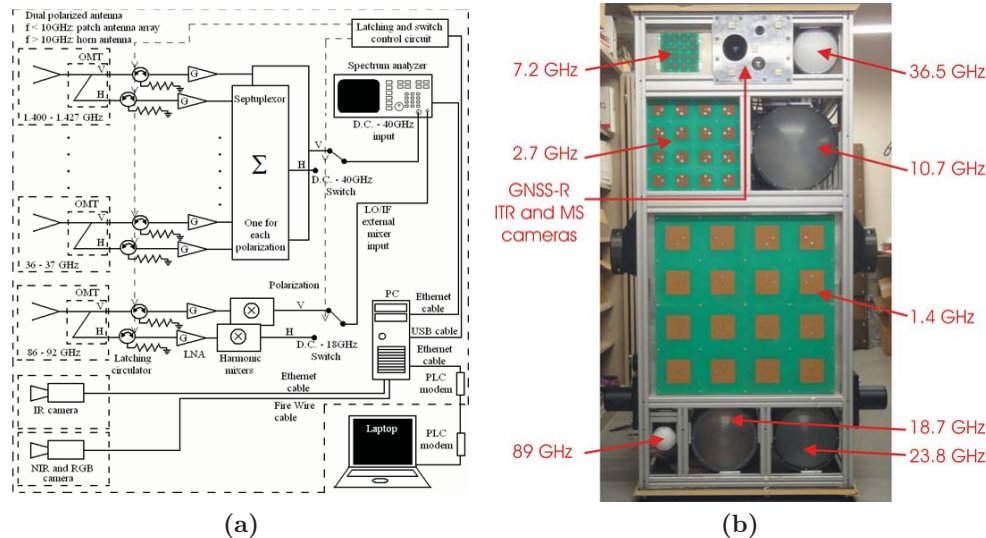 Dual polarized antenna
f < 10GHz: patch antenna array
f > 10GHz: horn antenna
OMT
V
H
1.400 - 1.427 GHz
G
G
Septuplexor
Σ
One for
each
polarization
Latching and switch
control circuit
Spectrum analyzer
D.C. - 40GHz
input
V
H
D.C. - 40GHz
Switch
LO/IF
external
mixer
input
OMT
V
H
36 - 37 GHz
G
G
OMT
V
H
86 - 92 GHz
Latching
circulator
G
G
LNA
Harmonic
mixers
Polarization
V
H
D.C. - 18GHz
Switch
PC
Ethernet
cable
USB cable
Ethernet
cable
PLC
modem
PLC
modem
Ethernet
cable
Fire Wire
cable
IR camera
NIR and RGB
camera
Laptop
(a)
7.2 GHz
36.5 GHz
2.7 GHz
10.7 GHz
GNSS-R
ITR and MS
cameras
1.4 GHz
18.7 GHz
89 GHz
23.8 GHz
(b)